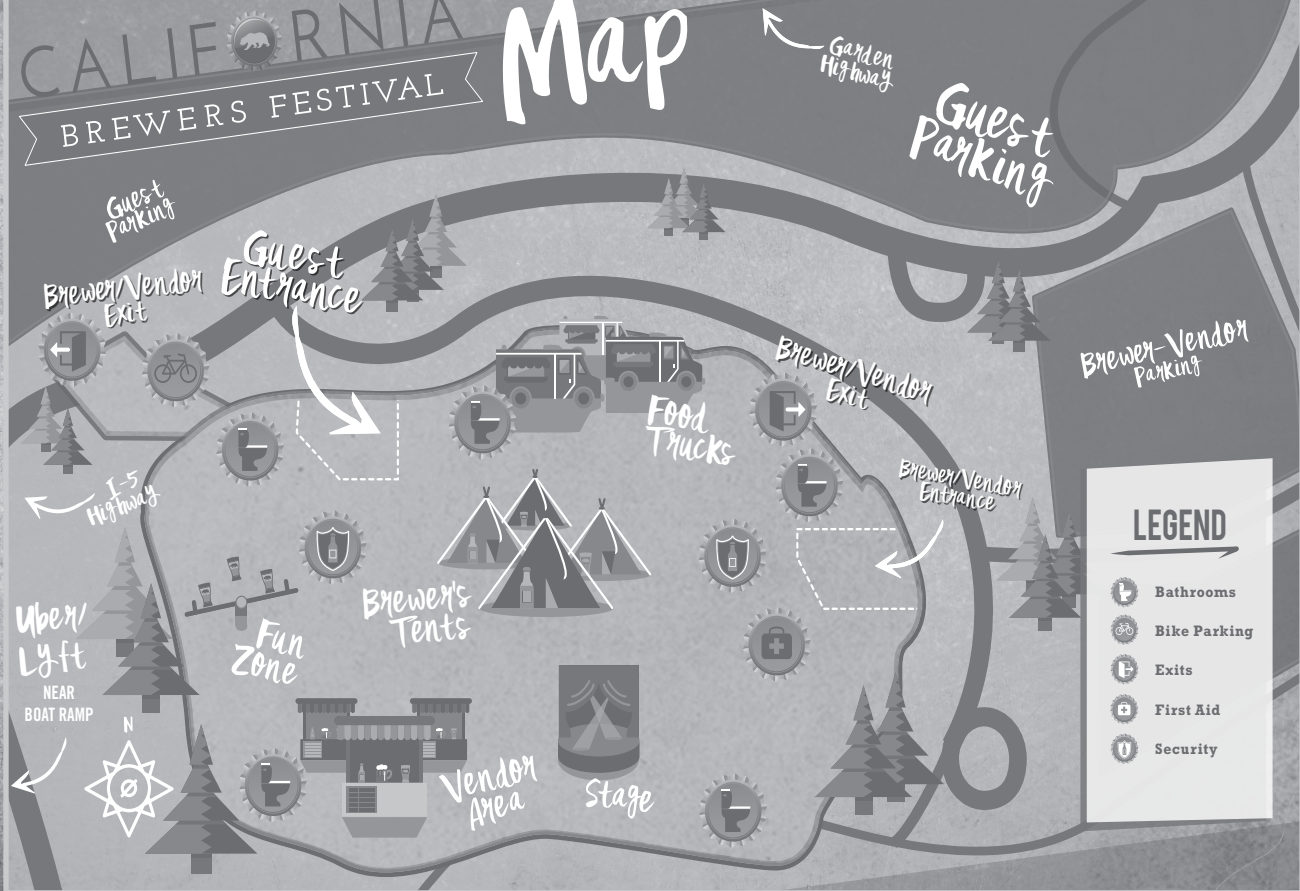 CALIFORNIA
BREWERS FESTIVAL
Map
Garden
Highway
Guest
Parking
Guest
Parking
Guest
Entrance
Brewer/Vendor
Exit
Brewer-Vendor
Parking
Brewer/Vendor
Exit
Food
Trucks
Brewer/Vendor
Entrance
I-5
Highway
Brewer's
Tents
Fun
Zone
Uber/
Lyft
NEAR
BOAT RAMP
N
Vendor
Area
Stage
LEGEND
Bathrooms
Bike Parking
Exits
First Aid
Security